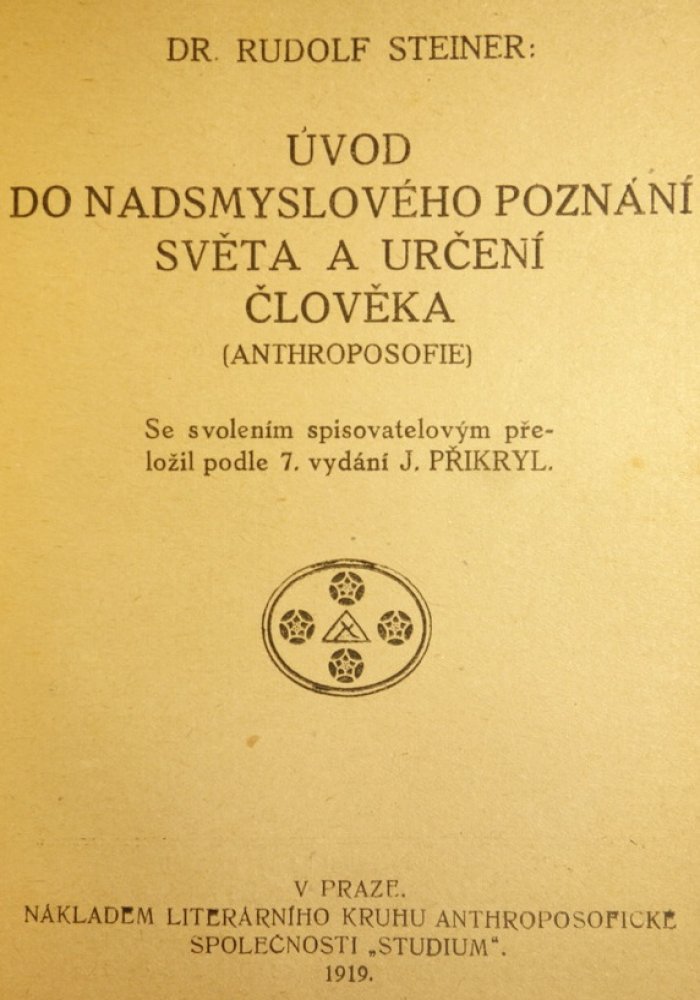 DR. RUDOLF STEINER:
ÚVOD
DO NADSMYSLOVÉHO POZNÁNÍ
SVĚTA A URČENÍ
ČLOVĚKA
(ANTHROPOSOFIE)
Se svolením spisovatelovým pře-
ložil podle 7. vydání J. PŘIKRYL.
V PRAZE.
NÁKLADEM LITERÁRNÍHO KRUHU ANTHROPOSOFICKÉ
SPOLEČNOSTI „STUDIUM“.
1919.